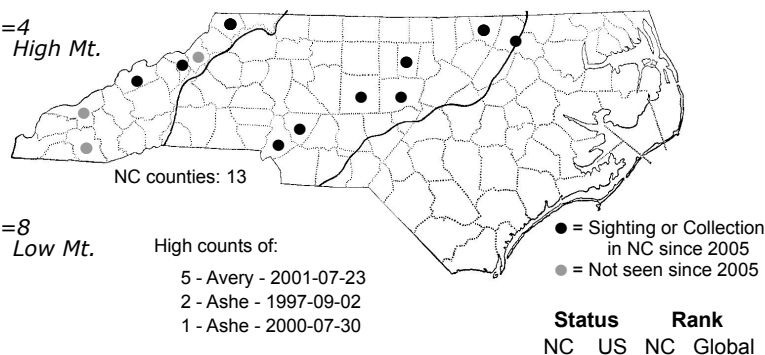 =4
High Mt.
NC counties: 13
=8
Low Mt.
High counts of:
5 - Avery - 2001-07-23
2 - Ashe - 1997-09-02
1 - Ashe - 2000-07-30
● = Sighting or Collection
in NC since 2005
● = Not seen since 2005
Status Rank
NC US NC Global